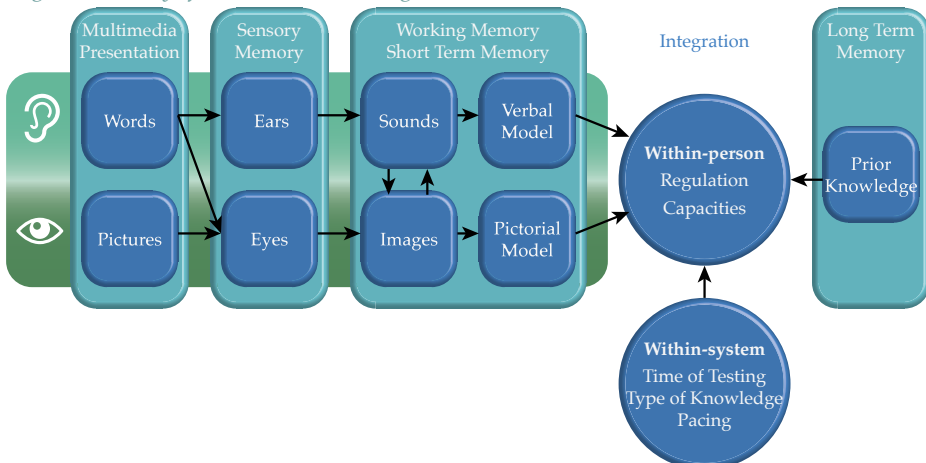 Multimedia
Presentation
Sensory
Memory
Working Memory
Short Term Memory
Integration
Long Term
Memory
Words
Ears
Sounds
Verbal
Model
Within-person
Regulation
Capacities
Prior
Knowledge
Pictures
Eyes
Images
Pictorial
Model
Within-system
Time of Testing
Type of Knowledge
Pacing